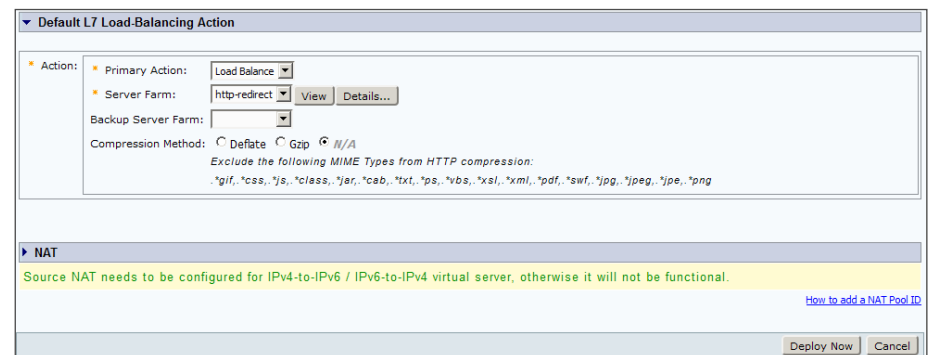 Default L7 Load-Balancing Action
* Action:
* Primary Action: Load Balance
* Server Farm: http-redirect View Details...
Backup Server Farm:
Compression Method: Deflate Gzip N/A
Exclude the following MIME Types from HTTP compression:
.*gif,.*css,.*js,.*class,.*jar,.*cab,.*txt,.*ps,.*vbs,.*xsl,.*xml,.*pdf,.*swf,.*jpg,.*jpeg,.*jpe,.*png
NAT
Source NAT needs to be configured for IPv4-to-IPv6 / IPv6-to-IPv4 virtual server, otherwise it will not be functional.
How to add a NAT Pool ID
Deploy Now Cancel